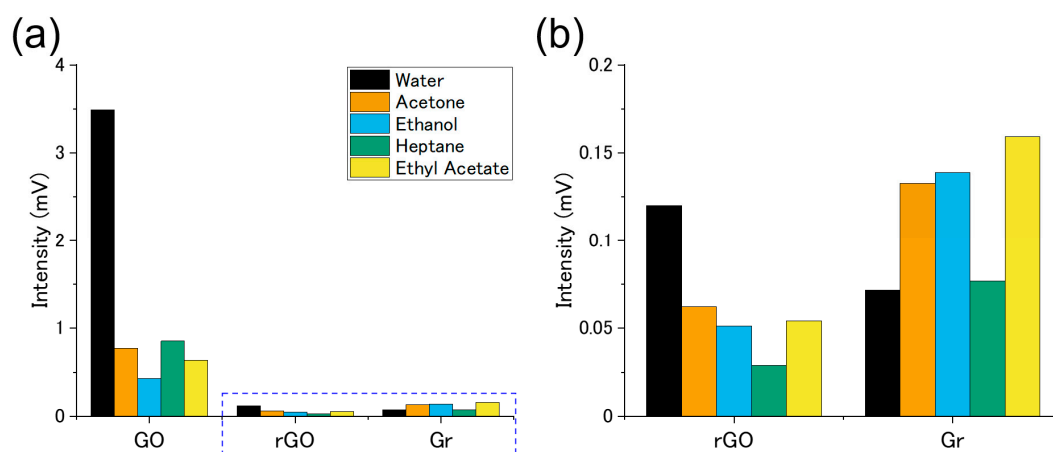 (a)
4
3
2
1
0
Intensity (mV)
Water
Acetone
Ethanol
Heptane
Ethyl Acetate
GO rGO Gr
(b)
0.2
0.15
0.1
0.05
0
Intensity (mV)
rGO Gr